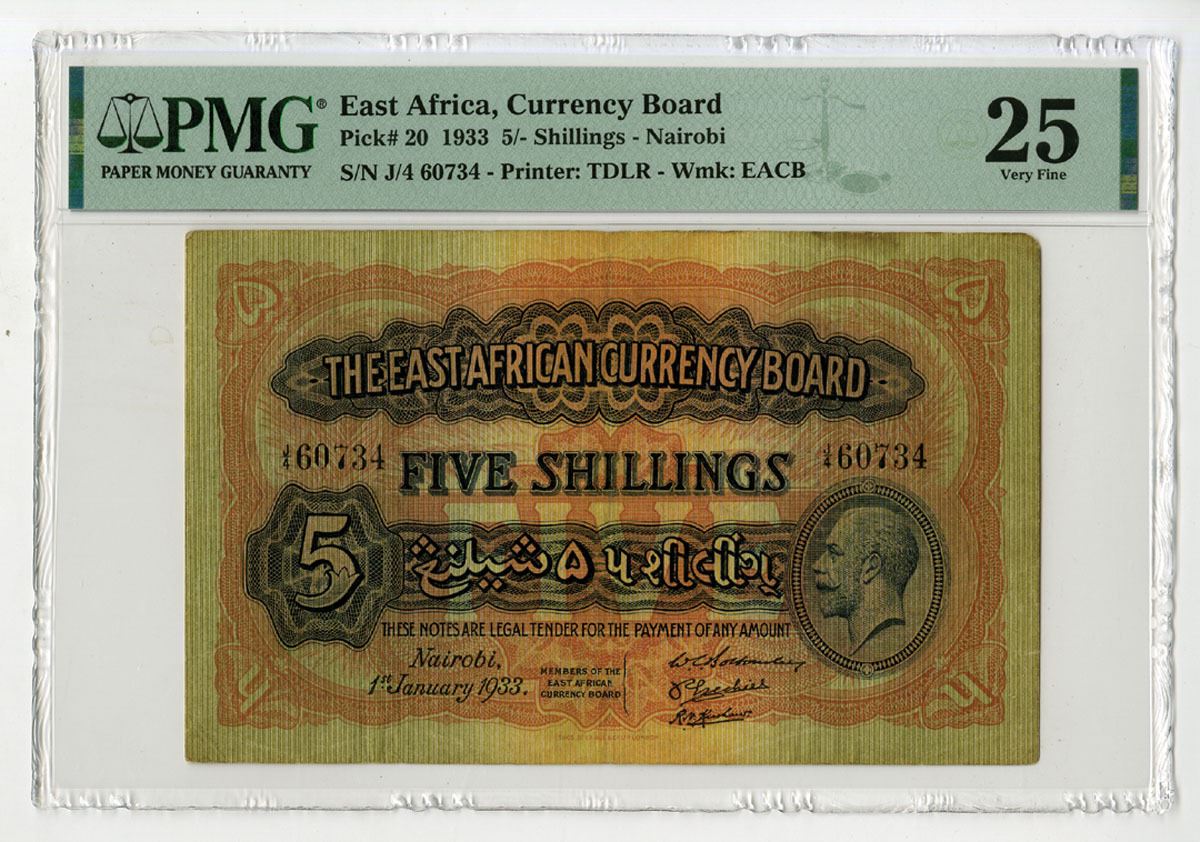 PMG®
PAPER MONEY GUARANTY
East Africa, Currency Board
Pick# 20 1933 5/- Shillings - Nairobi
S/N J/4 60734 - Printer: TDLR - Wmk: EACB
25
Very Fine
THE EAST AFRICAN CURRENCY BOARD
J/4 60734
J/4 60734
FIVE SHILLINGS
5
شيلنغ ۵
૫ શીલીંગ
THESE NOTES ARE LEGAL TENDER FOR THE PAYMENT OF ANY AMOUNT
Nairobi,
1st January 1933.
MEMBERS OF THE
EAST AFRICAN
CURRENCY BOARD